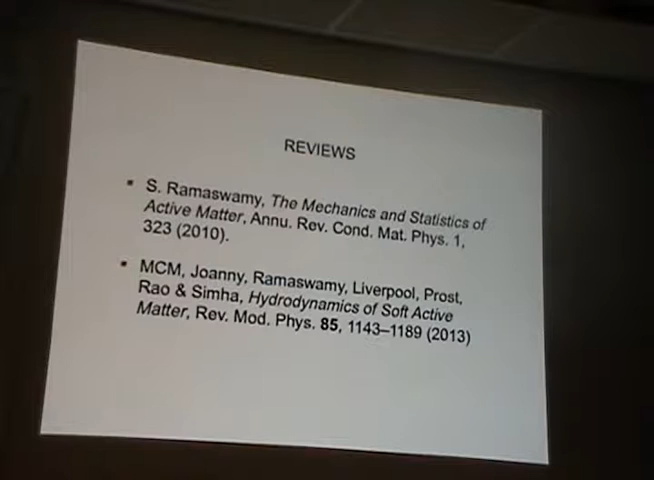 REVIEWS
▪ S. Ramaswamy, The Mechanics and Statistics of
Active Matter, Annu. Rev. Cond. Mat. Phys. 1,
323 (2010).
▪ MCM, Joanny, Ramaswamy, Liverpool, Prost,
Rao & Simha, Hydrodynamics of Soft Active
Matter, Rev. Mod. Phys. 85, 1143–1189 (2013)